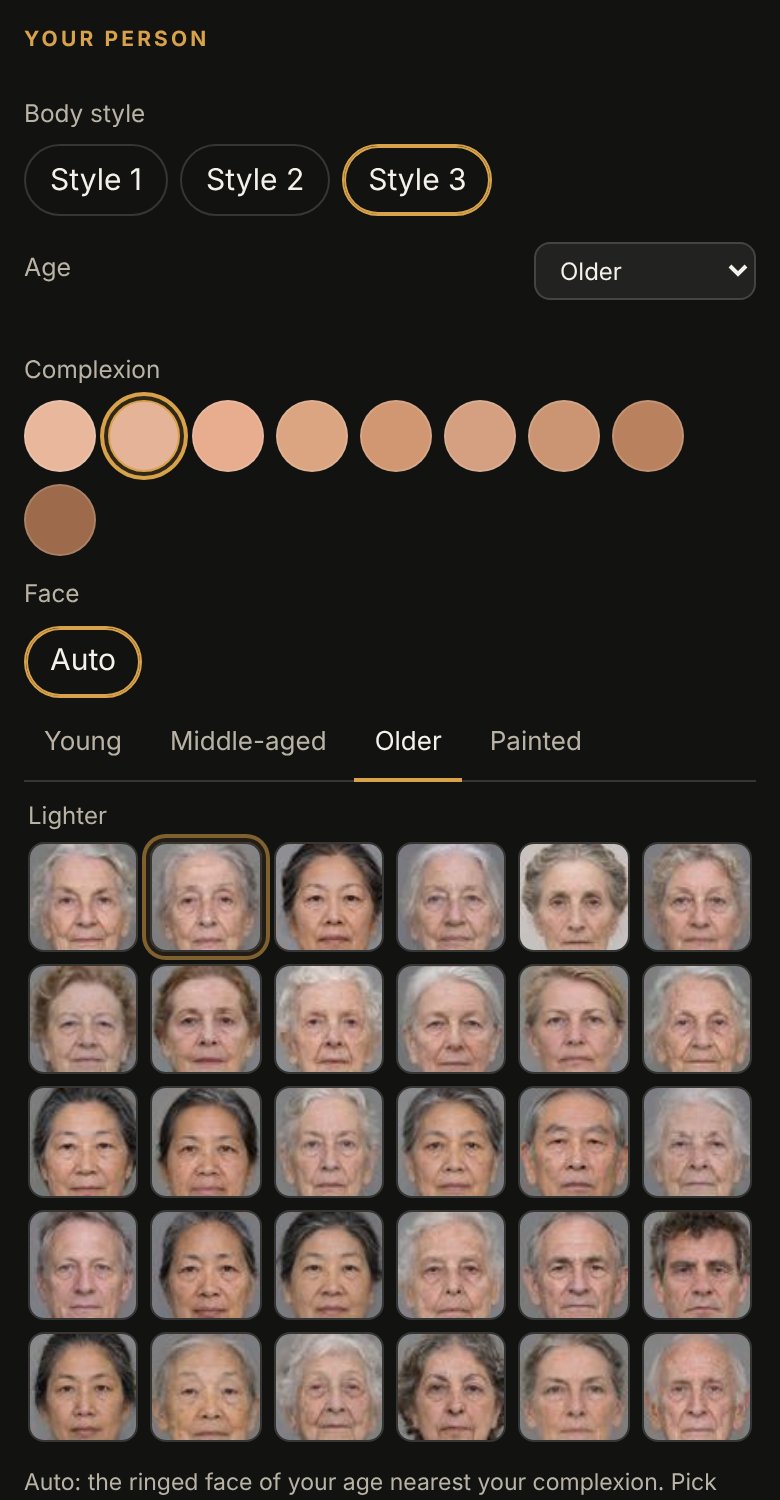 YOUR PERSON
Body style
Style 1 Style 2 Style 3
Age Older
Complexion
Face
Auto
Young Middle-aged Older Painted
Lighter
Auto: the ringed face of your age nearest your complexion. Pick